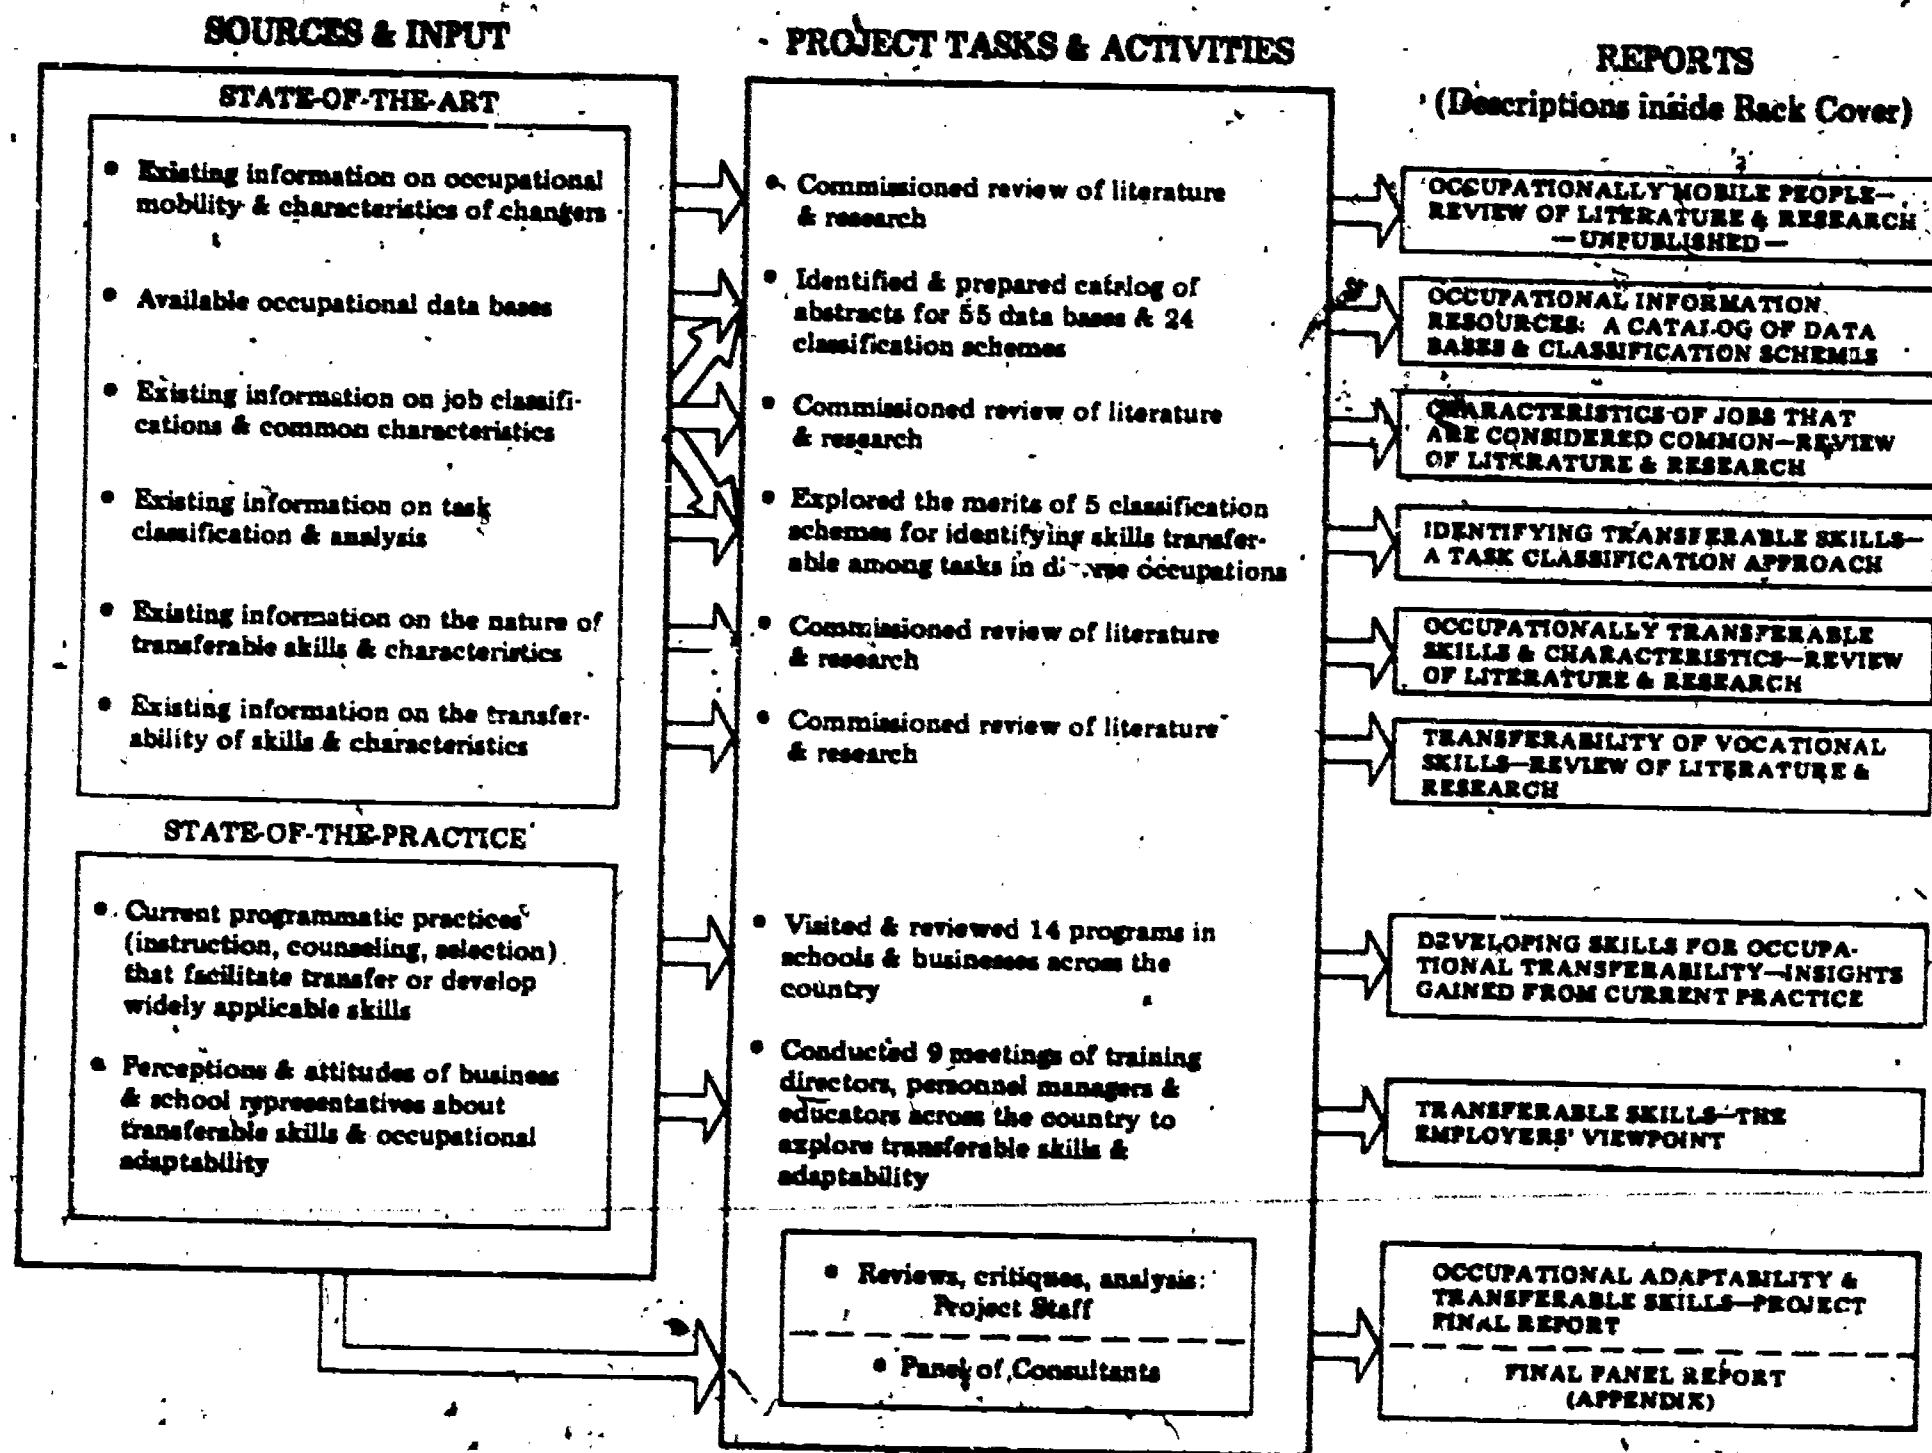 SOURCES & INPUT
STATE-OF-THE-ART
• Existing information on occupational
mobility & characteristics of changers
• Available occupational data bases
• Existing information on job classifi-
cations & common characteristics
• Existing information on task
classification & analysis
• Existing information on the nature of
transferable skills & characteristics
• Existing information on the transfer-
ability of skills & characteristics
STATE-OF-THE-PRACTICE
• Current programmatic practices
(instruction, counseling, selection)
that facilitate transfer or develop
widely applicable skills
• Perceptions & attitudes of business
& school representatives about
transferable skills & occupational
adaptability
PROJECT TASKS & ACTIVITIES
• Commissioned review of literature
& research
• Identified & prepared catalog of
abstracts for 55 data bases & 24
classification schemes
• Commissioned review of literature
& research
• Explored the merits of 5 classification
schemes for identifying skills transfer-
able among tasks in occupations
• Commissioned review of literature
& research
• Commissioned review of literature
& research
• Visited & reviewed 14 programs in
schools & businesses across the
country
• Conducted 9 meetings of training
directors, personnel managers &
educators across the country to
explore transferable skills &
adaptability
• Reviews, critiques, analysis:
Project Staff
• Panel of Consultants
REPORTS
(Descriptions inside Back Cover)
OCCUPATIONALLY MOBILE PEOPLE—
REVIEW OF LITERATURE & RESEARCH
—UNPUBLISHED—
OCCUPATIONAL INFORMATION
RESOURCES: A CATALOG OF DATA
BASES & CLASSIFICATION SCHEMES
CHARACTERISTICS OF JOBS THAT
ARE CONSIDERED COMMON—REVIEW
OF LITERATURE & RESEARCH
IDENTIFYING TRANSFERABLE SKILLS—
A TASK CLASSIFICATION APPROACH
OCCUPATIONALLY TRANSFERABLE
SKILLS & CHARACTERISTICS—REVIEW
OF LITERATURE & RESEARCH
TRANSFERABILITY OF VOCATIONAL
SKILLS—REVIEW OF LITERATURE &
RESEARCH
DEVELOPING SKILLS FOR OCCUPA-
TIONAL TRANSFERABILITY—INSIGHTS
GAINED FROM CURRENT PRACTICE
TRANSFERABLE SKILLS—THE
EMPLOYERS' VIEWPOINT
OCCUPATIONAL ADAPTABILITY &
TRANSFERABLE SKILLS—PROJECT
FINAL REPORT
FINAL PANEL REPORT
(APPENDIX)